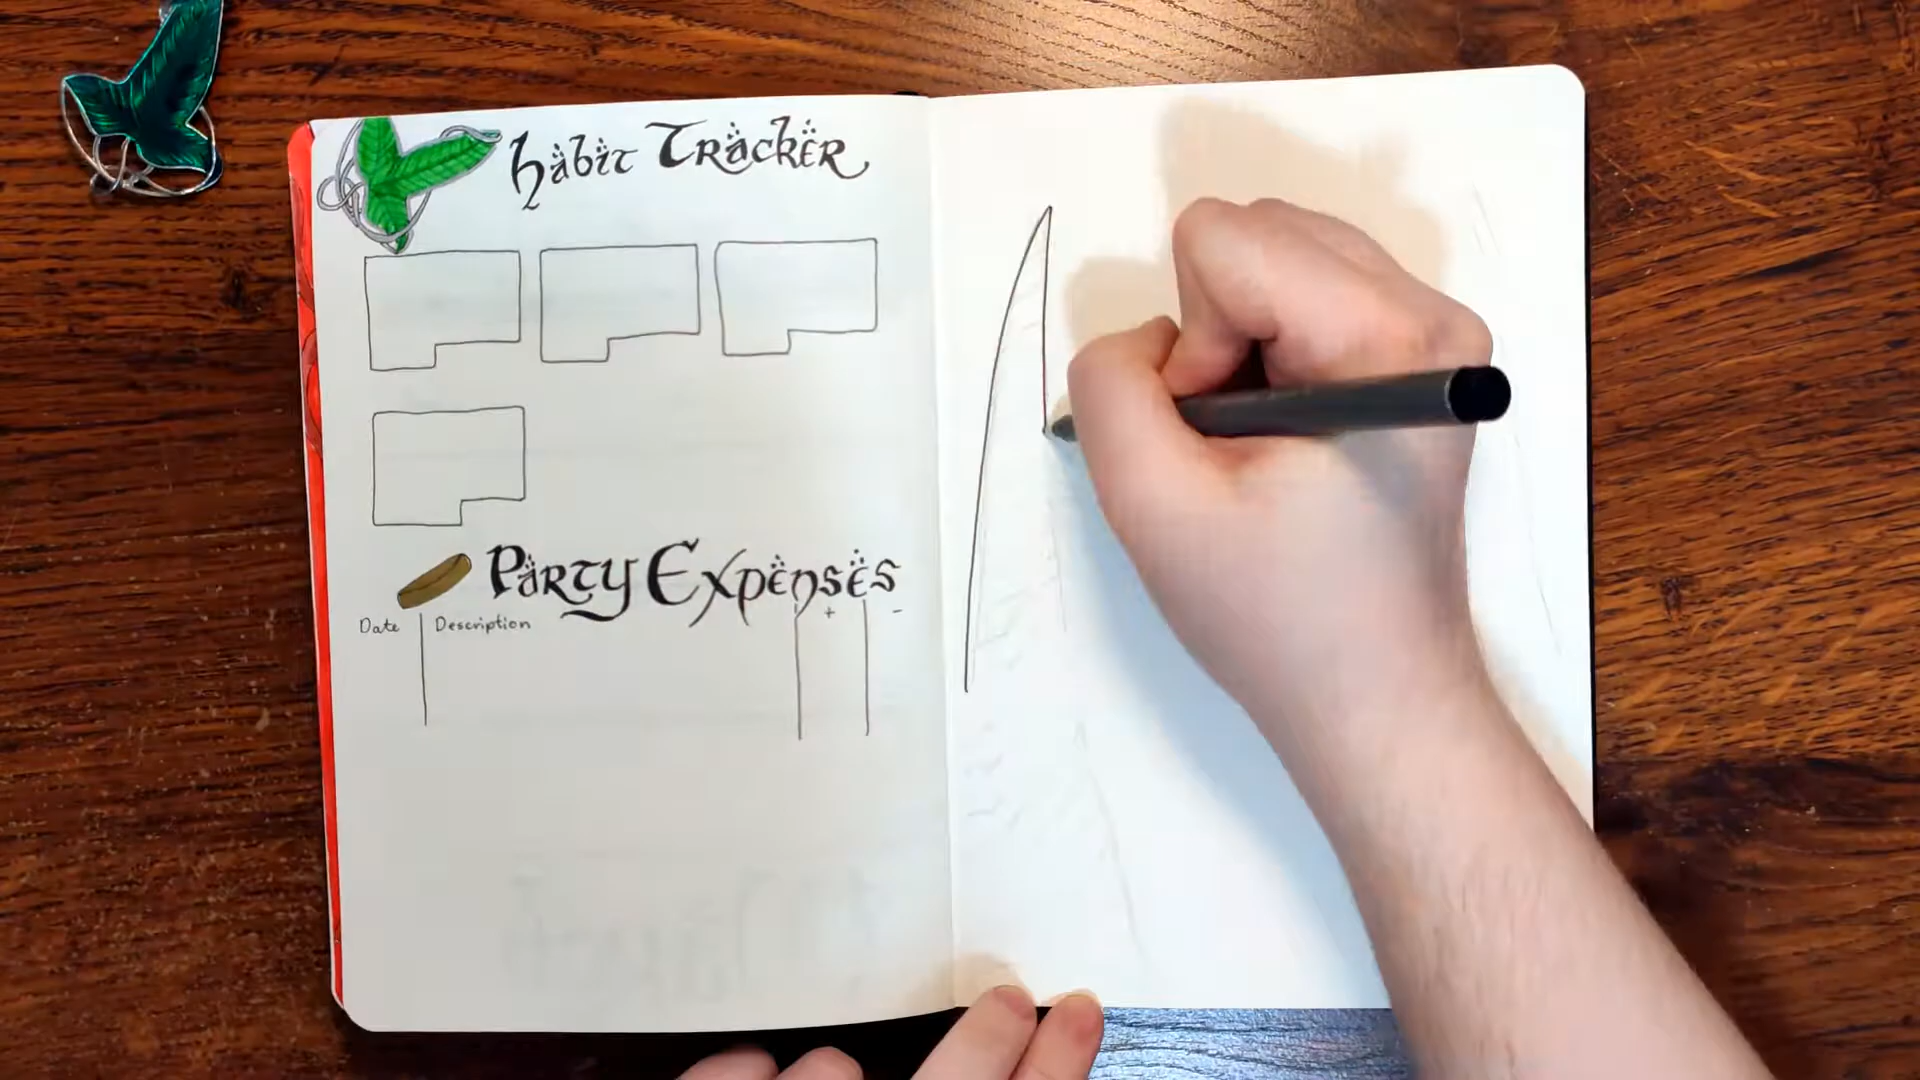 Habit Tracker
Party Expenses
Date Description + -